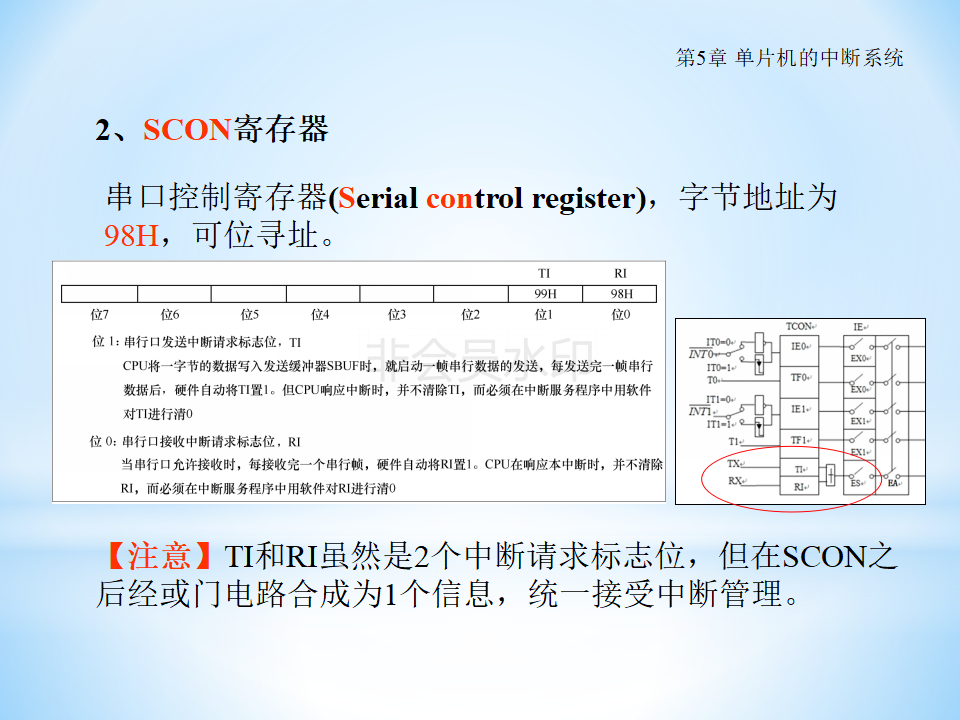 第5章 单片机的中断系统
2、SCON寄存器
串口控制寄存器(Serial control register)，字节地址为
98H，可位寻址。
TI RI
99H 98H
位7 位6 位5 位4 位3 位2 位1 位0
位 1: 串行口发送中断请求标志位, TI
CPU将一字节的数据写入发送缓冲器SBUF时，就启动一帧串行数据的发送，每发送完一帧串行
数据后，硬件自动将TI置1。但CPU响应中断时，并不清除TI，而必须在中断服务程序中用软件
对TI进行清0
位 0: 串行口接收中断请求标志位, RI
当串行口允许接收时，每接收完一个串行帧，硬件自动将RI置1。CPU在响应本中断时，并不清除
RI，而必须在中断服务程序中用软件对RI进行清0
非会员水印
TCON IE
IT0=0 IE0
INT0 EX0
IT0=1
T0 TF0 ET0
IT1=0
INT1 IE1
IT1=1 EX1
T1 TF1 EX1
TX TI
RX RI ES EA
【注意】TI和RI虽然是2个中断请求标志位，但在SCON之
后经或门电路合成为1个信息，统一接受中断管理。